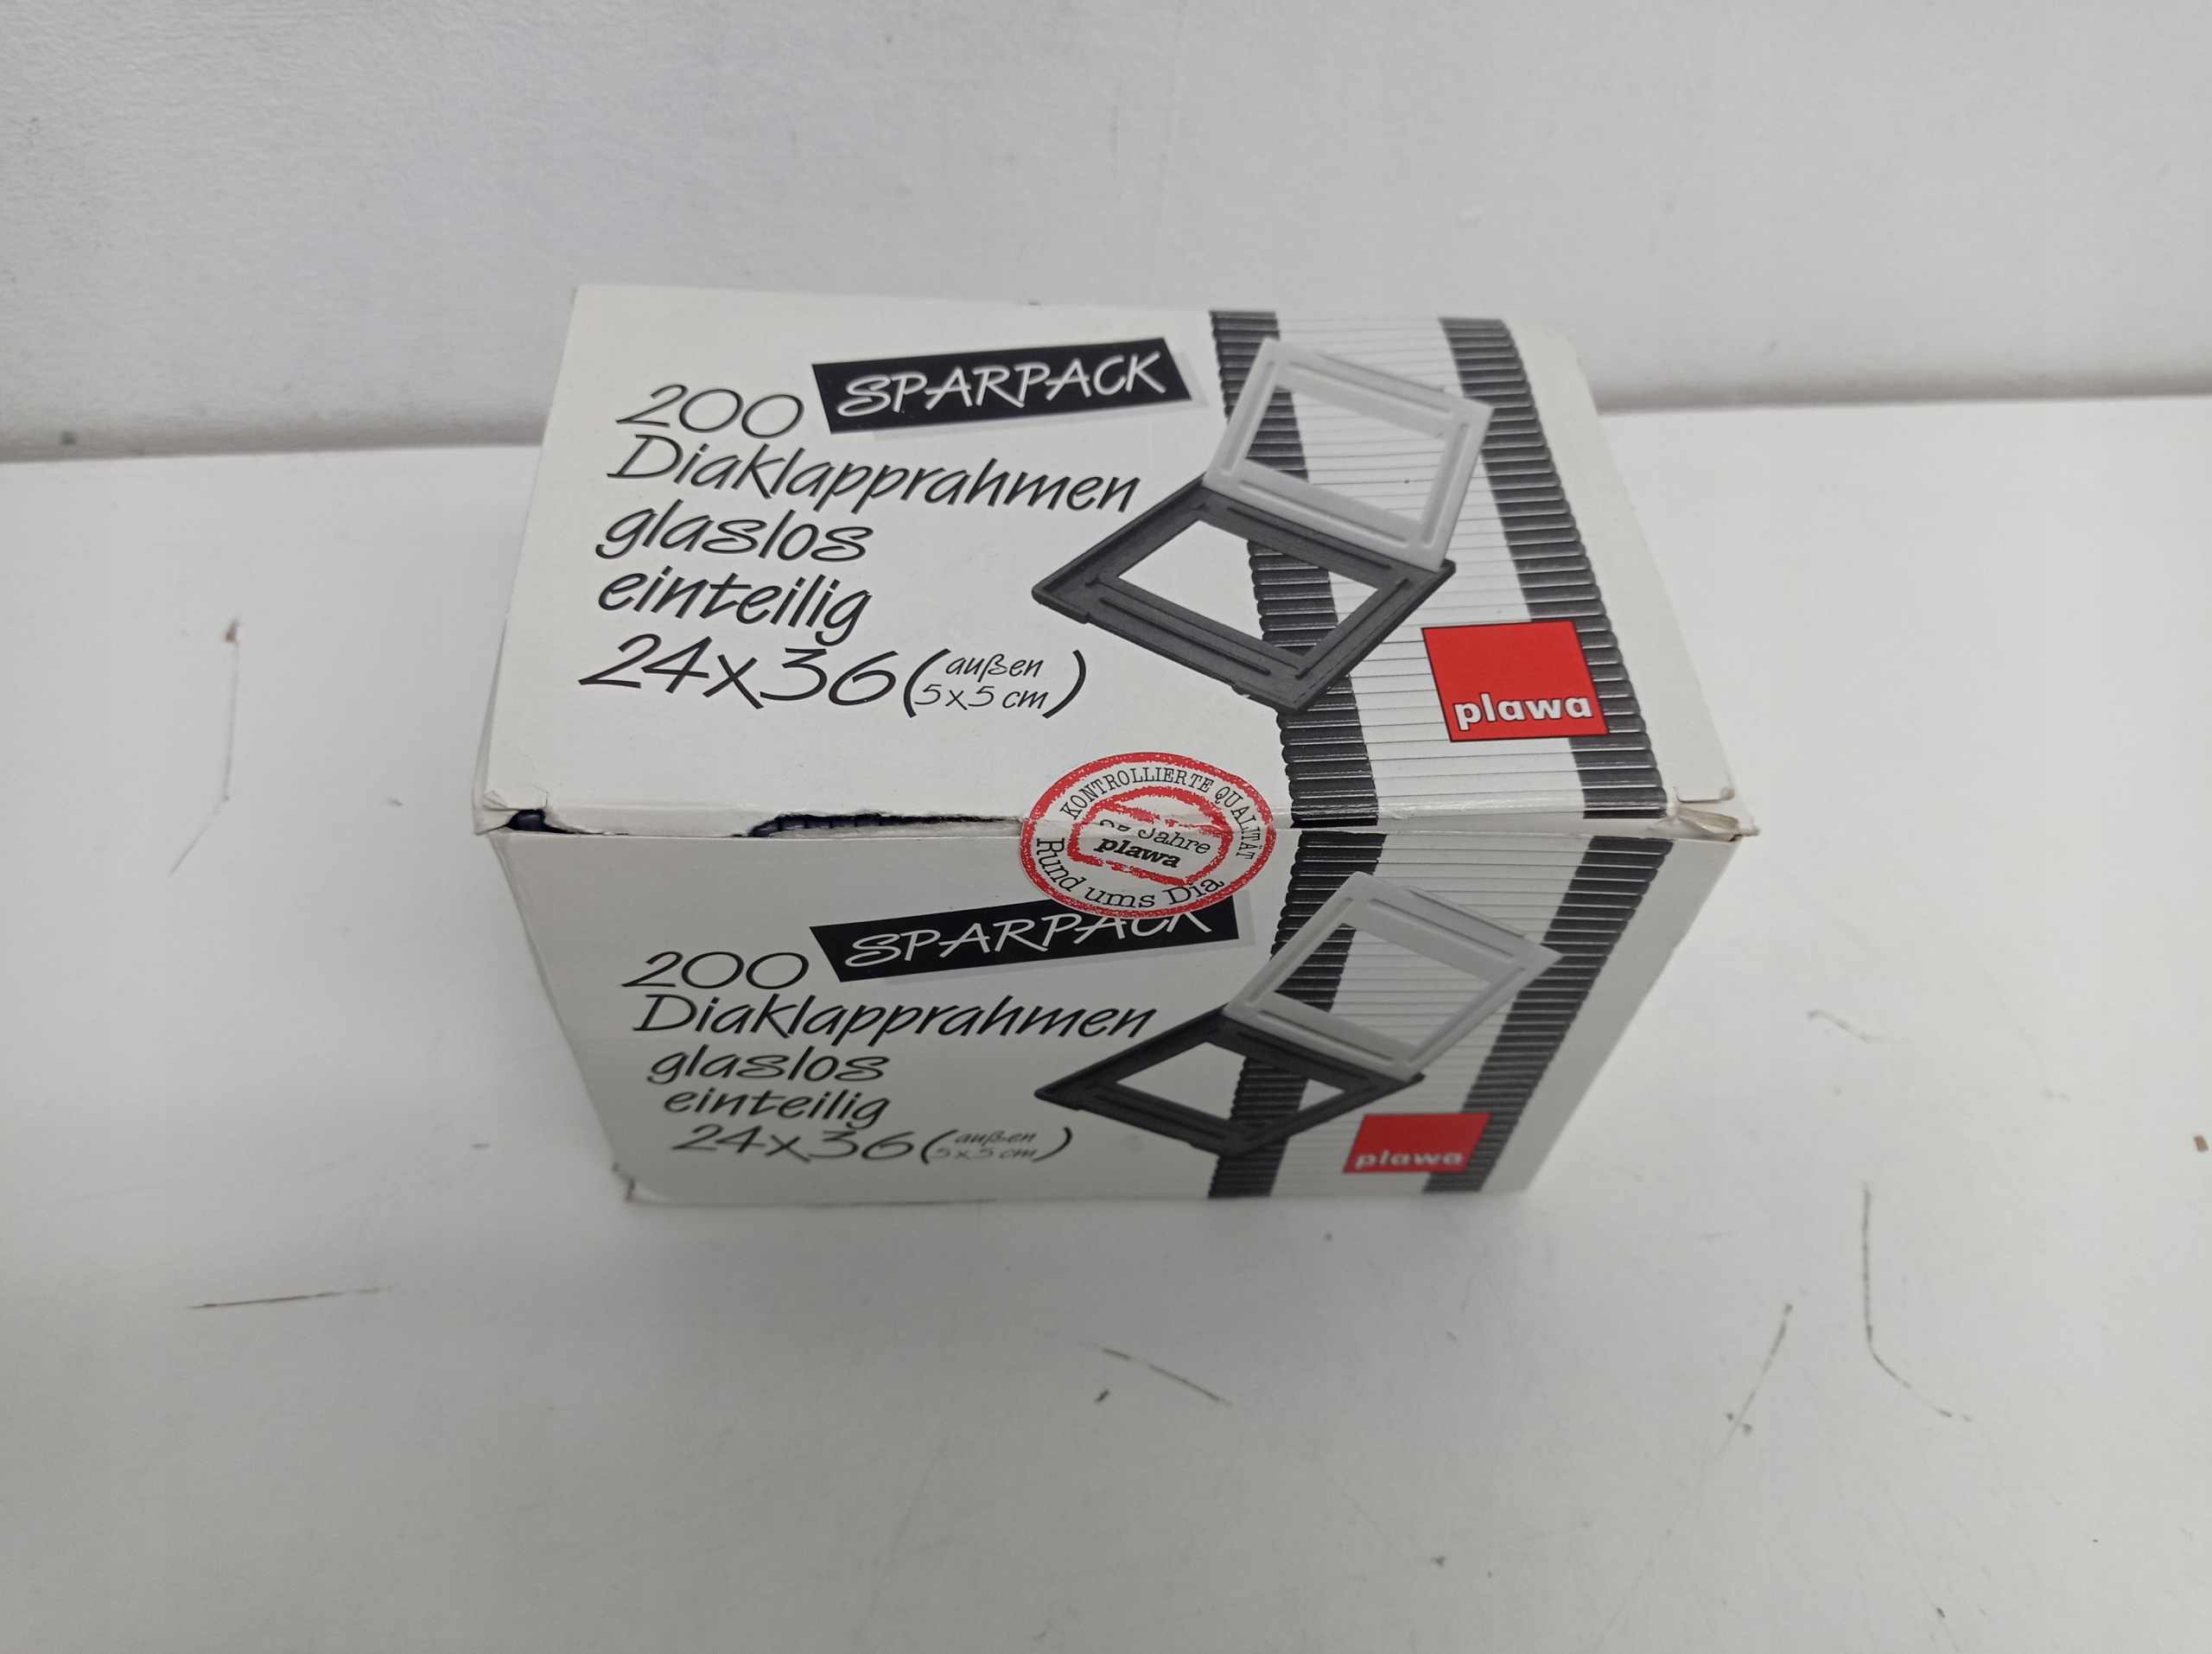 SPARPACK
200
Diaklapprahmen
glaslos
einteilig
24x36 (außen
5x5 cm)
plawa
KONTROLLIERTE QUALITÄT
Jahre
plawa
Rund ums Dia
SPARPACK
200
Diaklapprahmen
glaslos
einteilig
24x36 (außen
5x5 cm)
plawa